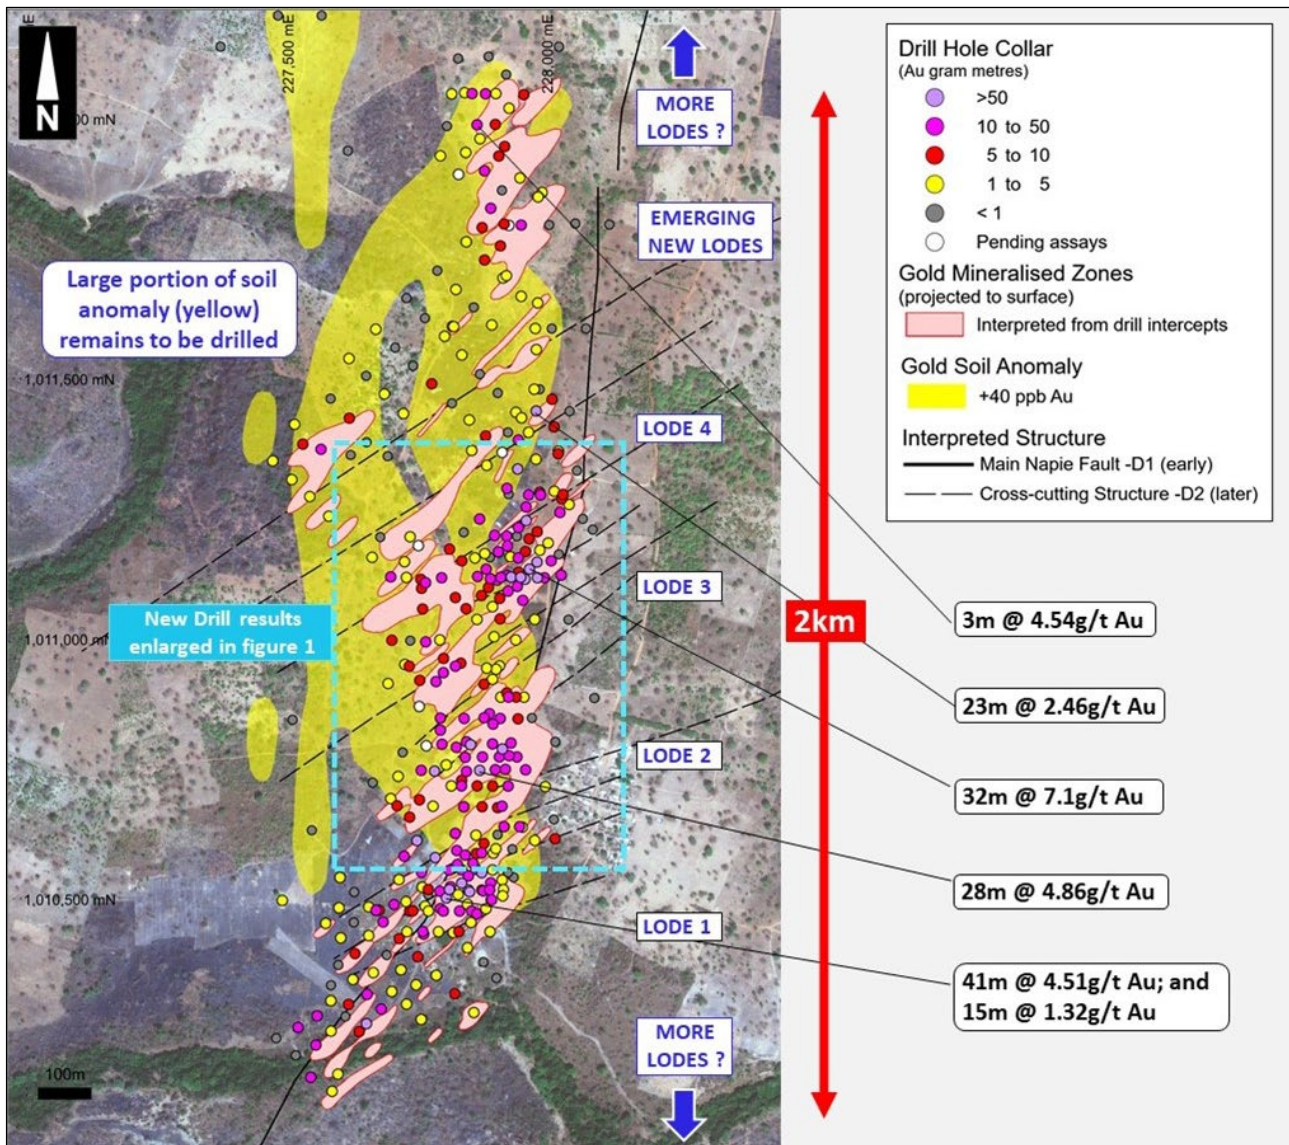 N
227,500 mE
228,000 mE
mE
00 mN
1,011,500 mN
1,011,000 mN
1,010,500 mN
MORE
LODES ?
EMERGING
NEW LODES
Large portion of soil
anomaly (yellow)
remains to be drilled
LODE 4
New Drill results
enlarged in figure 1
LODE 3
LODE 2
LODE 1
MORE
LODES ?
100m
2km
Drill Hole Collar
(Au gram metres)
>50
10 to 50
5 to 10
1 to 5
< 1
Pending assays
Gold Mineralised Zones
(projected to surface)
Interpreted from drill intercepts
Gold Soil Anomaly
+40 ppb Au
Interpreted Structure
Main Napie Fault -D1 (early)
Cross-cutting Structure -D2 (later)
3m @ 4.54g/t Au
23m @ 2.46g/t Au
32m @ 7.1g/t Au
28m @ 4.86g/t Au
41m @ 4.51g/t Au; and
15m @ 1.32g/t Au